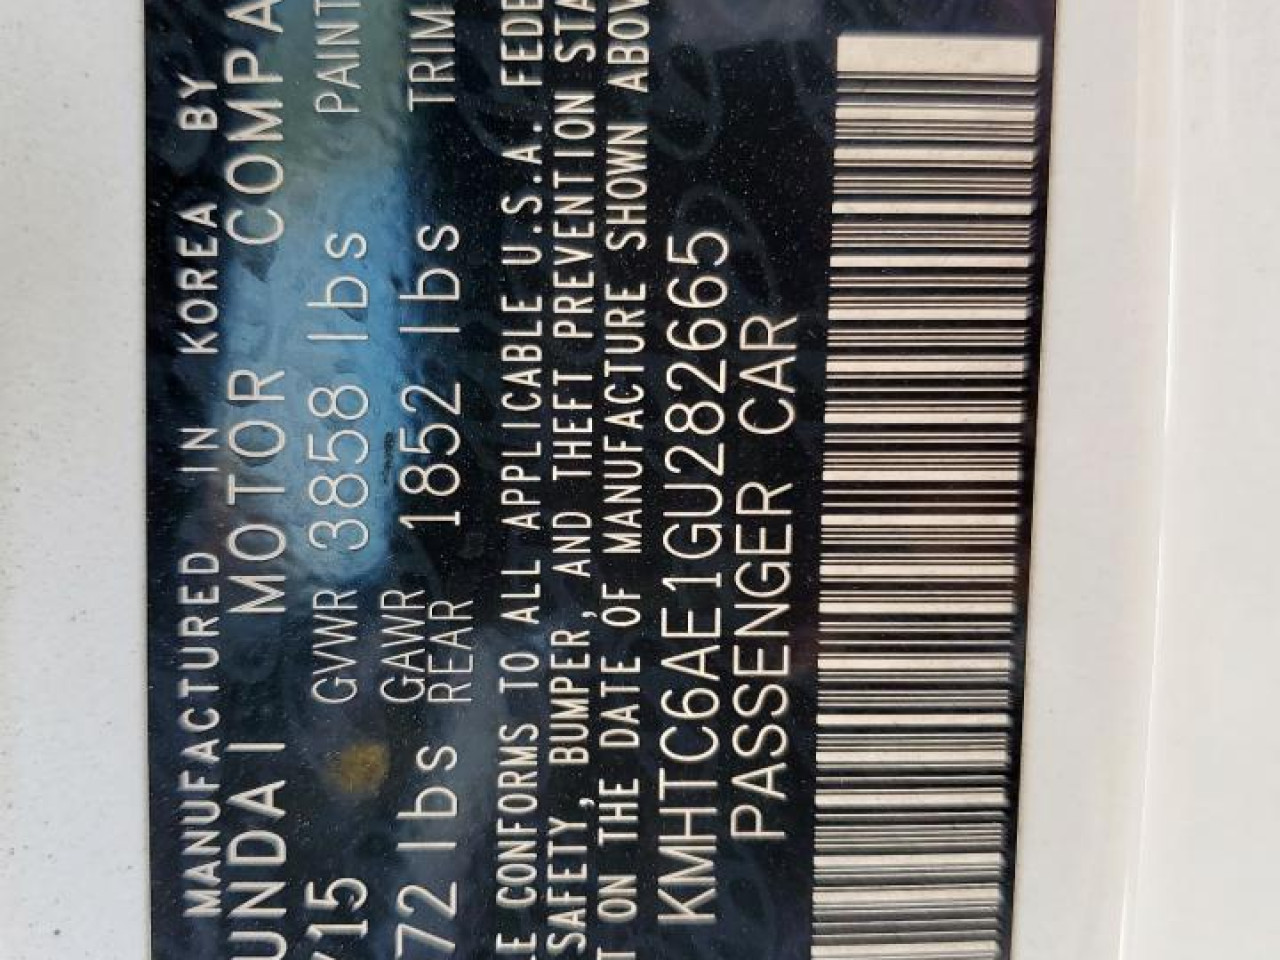 MANUFACTURED IN KOREA BY
UNDAI MOTOR COMPA
/15 GVWR 3858 lbs PAINT
72 lbs GAWR REAR 1852 lbs TRIM
LE CONFORMS TO ALL APPLICABLE U.S.A. FEDE
SAFETY, BUMPER, AND THEFT PREVENTION STA
T ON THE DATE OF MANUFACTURE SHOWN ABOV
KMHTC6AE1GU282665
PASSENGER CAR